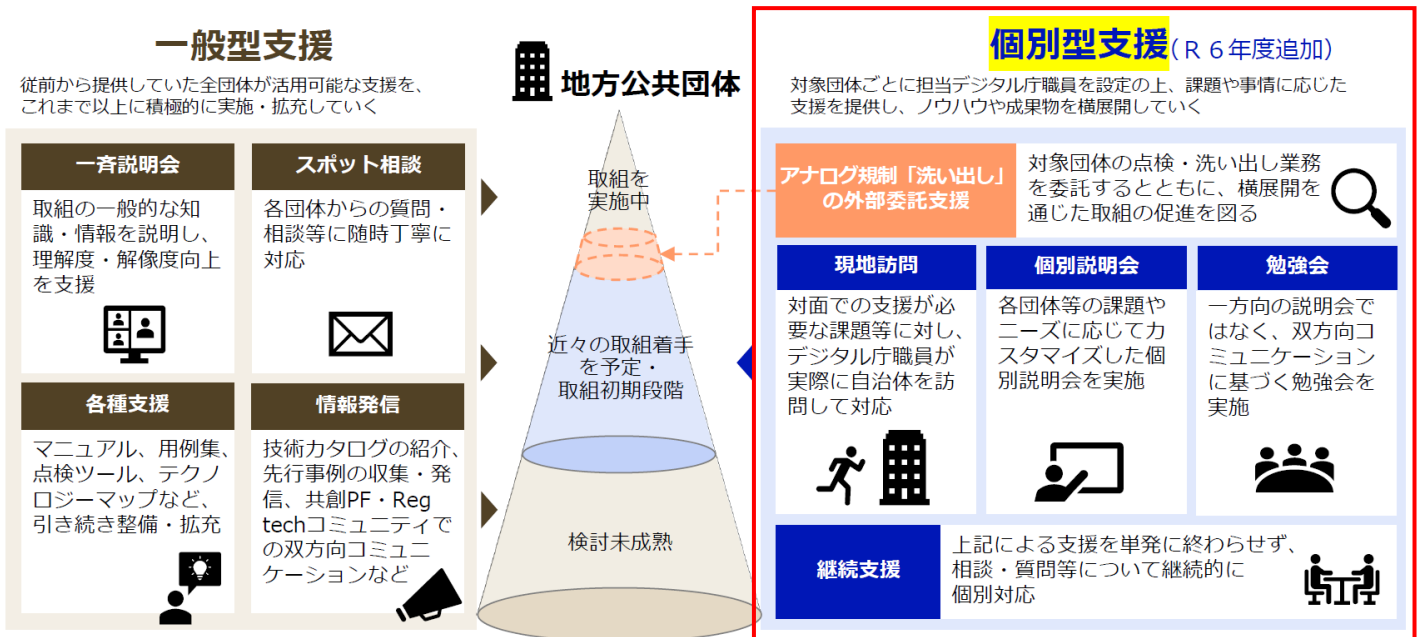 一般型支援
従前から提供していた全団体が活用可能な支援を、
これまで以上に積極的に実施・拡充していく
一斉説明会
取組の一般的な知
識・情報を説明し、
理解度・解像度向上
を支援
スポット相談
各団体からの質問・
相談等に随時丁寧に
対応
各種支援
マニュアル、用例集、
点検ツール、テクノ
ロジーマップなど、
引き続き整備・拡充
情報発信
技術カタログの紹介、
先行事例の収集・発
信、共創PF・Reg
techコミュニティで
の双方向コミュニ
ケーションなど
地方公共団体
取組を
実施中
近々の取組着手
を予定・
取組初期段階
検討未成熟
個別型支援(R6年度追加)
対象団体ごとに担当デジタル庁職員を設定の上、課題や事情に応じた
支援を提供し、ノウハウや成果物を横展開していく
アナログ規制「洗い出し」
の外部委託支援
対象団体の点検・洗い出し業務
を委託するとともに、横展開を
通じた取組の促進を図る
現地訪問
対面での支援が必
要な課題等に対し、
デジタル庁職員が
実際に自治体を訪
問して対応
個別説明会
各団体等の課題や
ニーズに応じてカ
スタマイズした個
別説明会を実施
勉強会
一方向の説明会で
はなく、双方向コ
ミュニケーション
に基づく勉強会を
実施
継続支援
上記による支援を単発に終わらせず、
相談・質問等について継続的に
個別対応